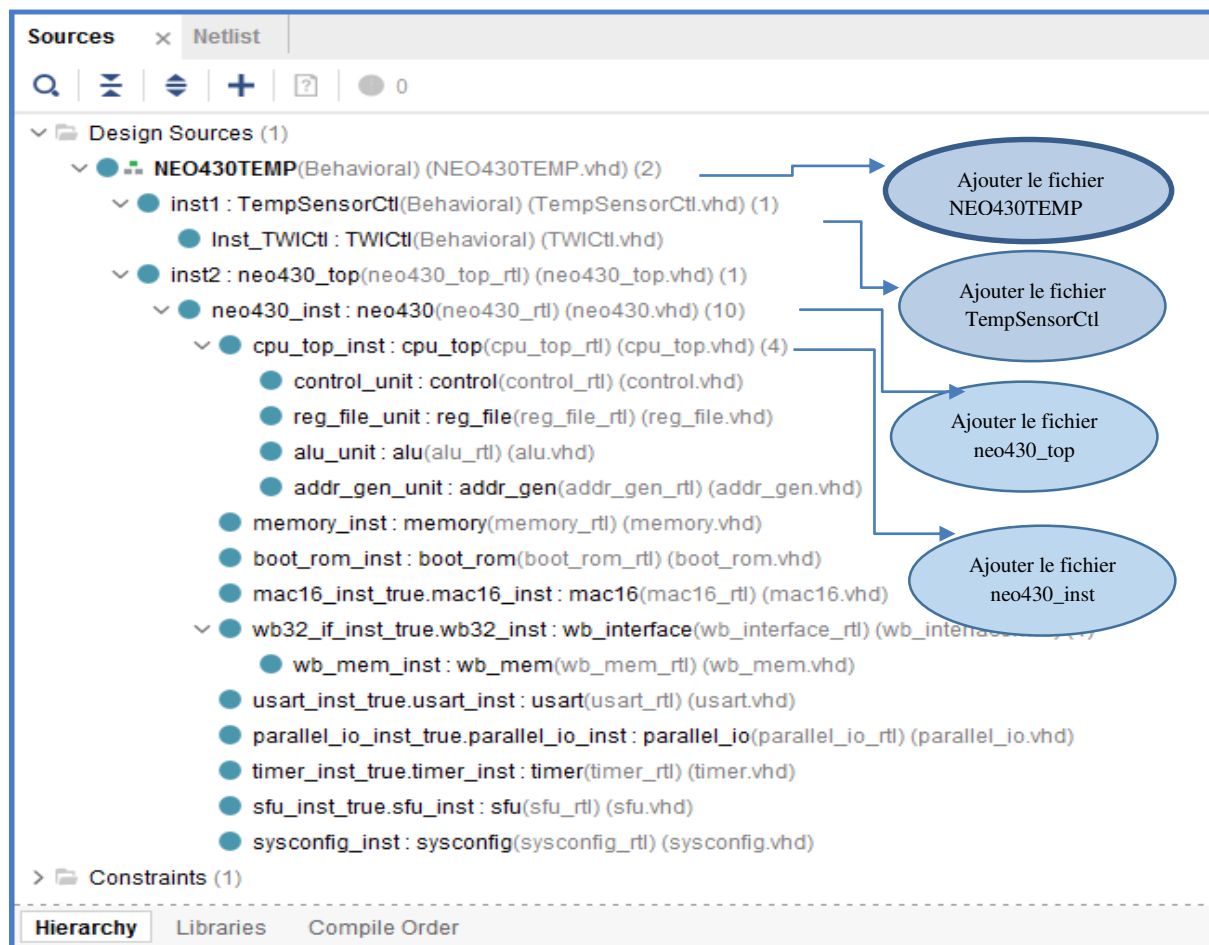 Sources × Netlist
0
Design Sources (1)
NEO430TEMP(Behavioral) (NEO430TEMP.vhd) (2)
Ajouter le fichier
NEO430TEMP
inst1 : TempSensorCtl(Behavioral) (TempSensorCtl.vhd) (1)
Inst_TWICtl : TWICtl(Behavioral) (TWICtl.vhd)
inst2 : neo430_top(neo430_top_rtl) (neo430_top.vhd) (1)
Ajouter le fichier
TempSensorCtl
neo430_inst : neo430(neo430_rtl) (neo430.vhd) (10)
cpu_top_inst : cpu_top(cpu_top_rtl) (cpu_top.vhd) (4)
control_unit : control(control_rtl) (control.vhd)
reg_file_unit : reg_file(reg_file_rtl) (reg_file.vhd)
Ajouter le fichier
neo430_top
alu_unit : alu(alu_rtl) (alu.vhd)
addr_gen_unit : addr_gen(addr_gen_rtl) (addr_gen.vhd)
memory_inst : memory(memory_rtl) (memory.vhd)
boot_rom_inst : boot_rom(boot_rom_rtl) (boot_rom.vhd)
Ajouter le fichier
neo430_inst
mac16_inst_true.mac16_inst : mac16(mac16_rtl) (mac16.vhd)
wb32_if_inst_true.wb32_inst : wb_interface(wb_interface_rtl)
wb_mem_inst : wb_mem(wb_mem_rtl) (wb_mem.vhd)
usart_inst_true.usart_inst : usart(usart_rtl) (usart.vhd)
parallel_io_inst_true.parallel_io_inst : parallel_io(parallel_io_rtl) (parallel_io.vhd)
timer_inst_true.timer_inst : timer(timer_rtl) (timer.vhd)
sfu_inst_true.sfu_inst : sfu(sfu_rtl) (sfu.vhd)
sysconfig_inst : sysconfig(sysconfig_rtl) (sysconfig.vhd)
Constraints (1)
Hierarchy Libraries Compile Order